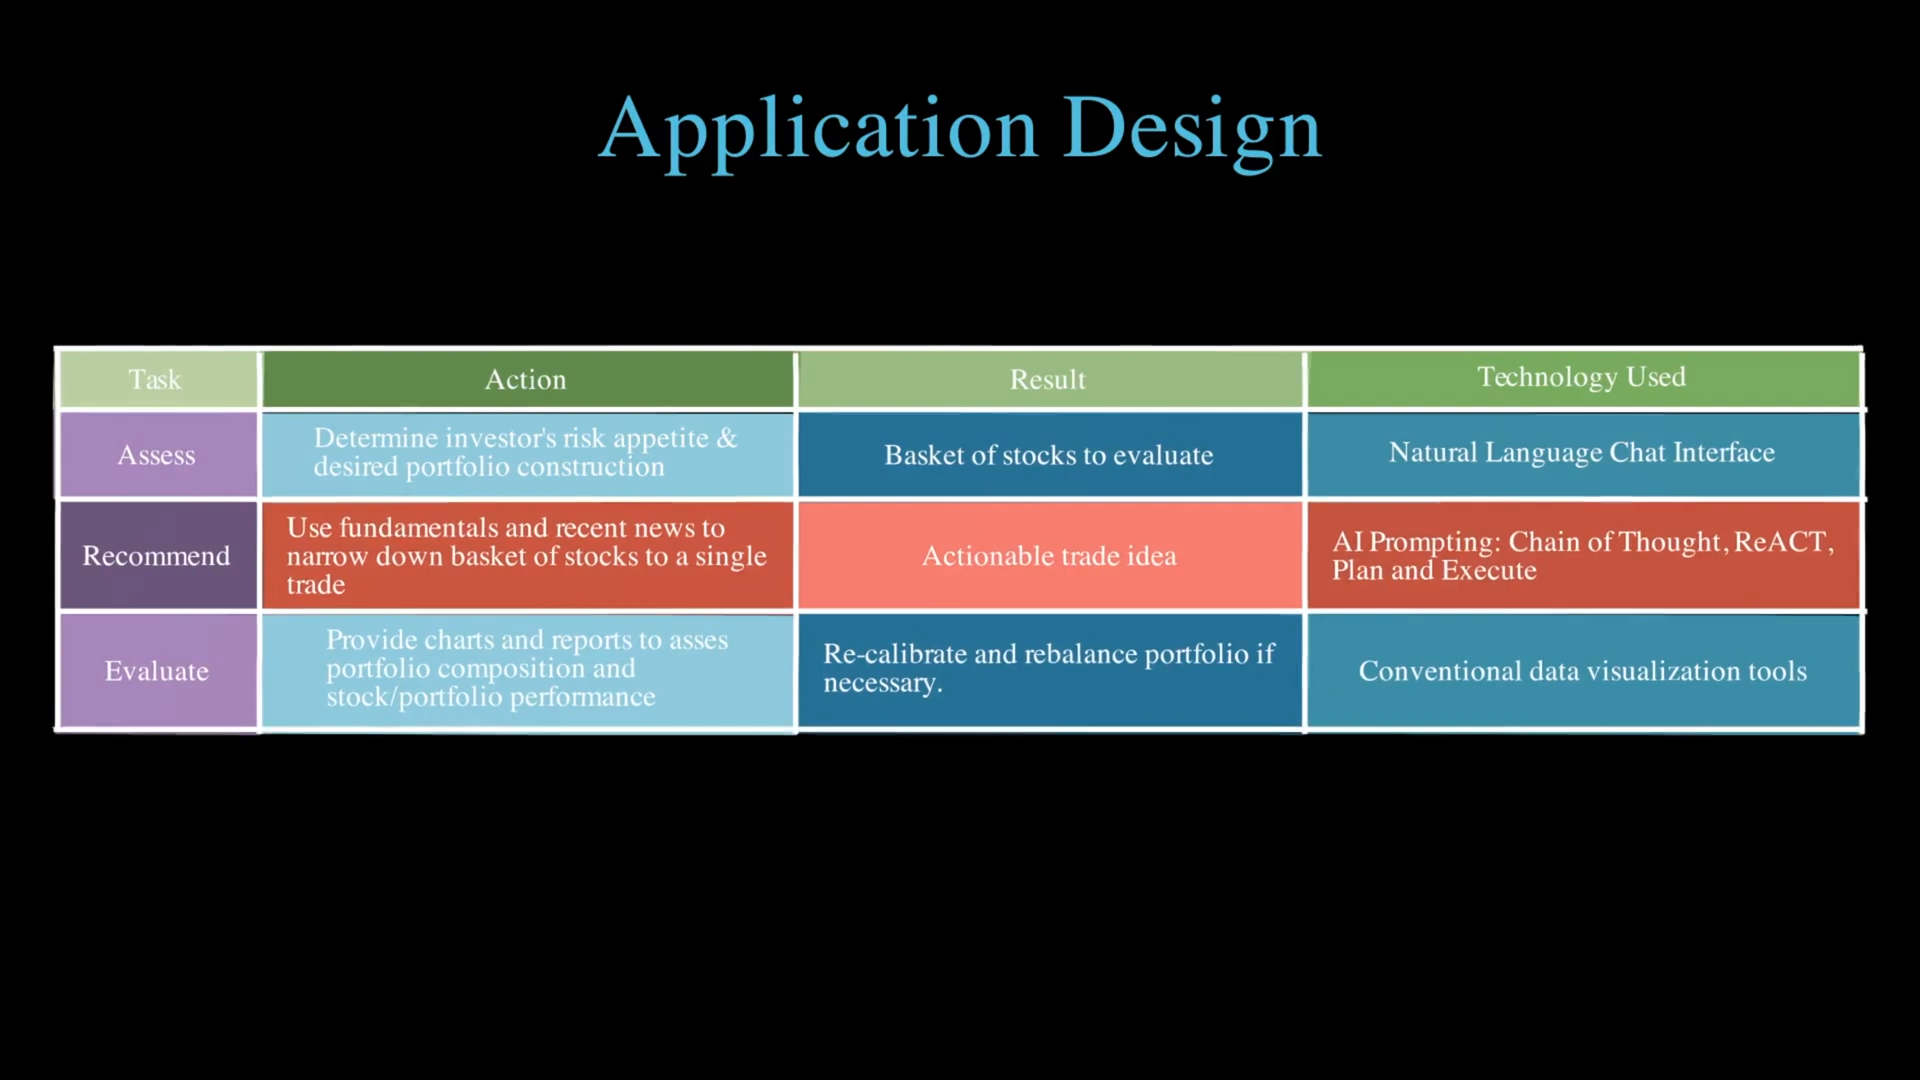 Application Design
Task
Action
Result
Technology Used
Assess
Determine investor's risk appetite &
desired portfolio construction
Basket of stocks to evaluate
Natural Language Chat Interface
Recommend
Use fundamentals and recent news to
narrow down basket of stocks to a single
trade
Actionable trade idea
AI Prompting: Chain of Thought, ReACT,
Plan and Execute
Evaluate
Provide charts and reports to asses
portfolio composition and
stock/portfolio performance
Re-calibrate and rebalance portfolio if
necessary.
Conventional data visualization tools